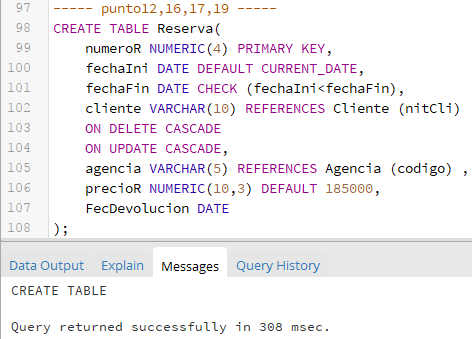 97 ----- punto12,16,17,19 -----
98 CREATE TABLE Reserva(
99 numeroR NUMERIC(4) PRIMARY KEY,
100 fechaIni DATE DEFAULT CURRENT_DATE,
101 fechaFin DATE CHECK (fechaIni<fechaFin),
102 cliente VARCHAR(10) REFERENCES Cliente (nitCli)
103 ON DELETE CASCADE
104 ON UPDATE CASCADE,
105 agencia VARCHAR(5) REFERENCES Agencia (codigo) ,
106 precioR NUMERIC(10,3) DEFAULT 185000,
107 FecDevolucion DATE
108 );
Data Output Explain Messages Query History
CREATE TABLE
Query returned successfully in 308 msec.